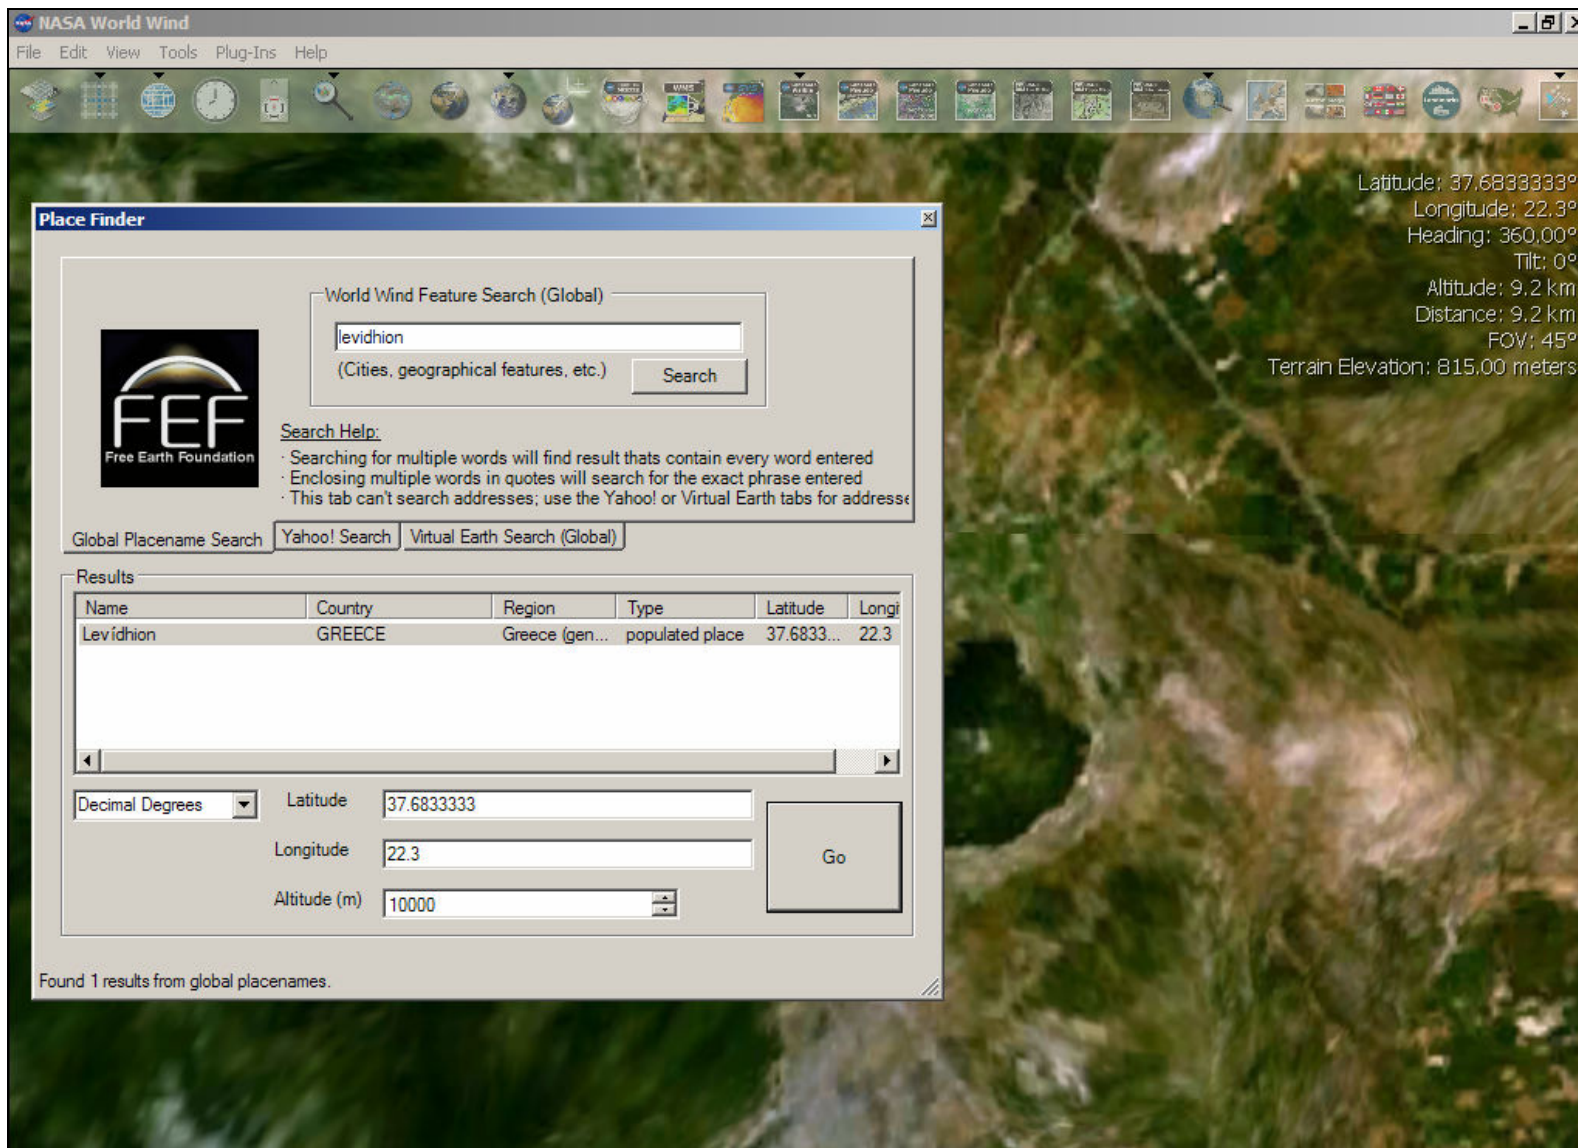 NASA World Wind
File Edit View Tools Plug-Ins Help
WMS
Latitude: 37.6833333°
Longitude: 22.3°
Heading: 360.00°
Tilt: 0°
Altitude: 9.2 km
Distance: 9.2 km
FOV: 45°
Terrain Elevation: 815.00 meters
Place Finder
World Wind Feature Search (Global)
levidhion
(Cities, geographical features, etc.) Search
FEF
Free Earth Foundation
Search Help:
· Searching for multiple words will find result thats contain every word entered
· Enclosing multiple words in quotes will search for the exact phrase entered
· This tab can't search addresses; use the Yahoo! or Virtual Earth tabs for addresse
Global Placename Search Yahoo! Search Virtual Earth Search (Global)
Results
Name Country Region Type Latitude Longi
Levídhion GREECE Greece (gen... populated place 37.6833... 22.3
Decimal Degrees Latitude 37.6833333
Longitude 22.3
Go
Altitude (m) 10000
Found 1 results from global placenames.